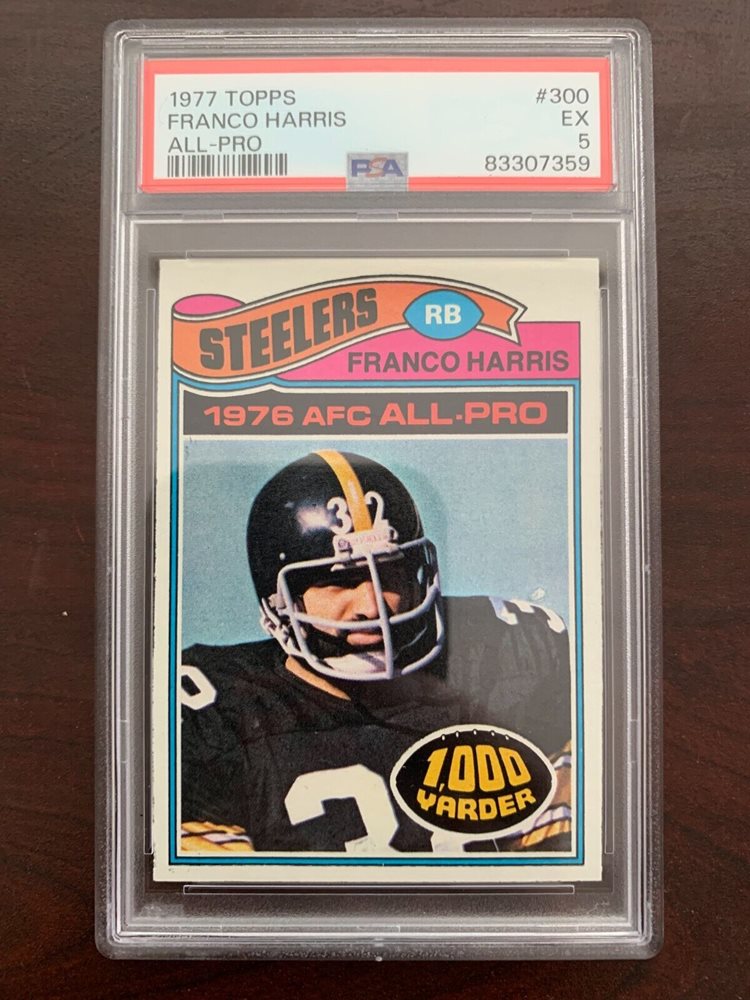 1977 TOPPS #300
FRANCO HARRIS EX
ALL-PRO 5
PSA 83307359
STEELERS RB
FRANCO HARRIS
1976 AFC ALL-PRO
32
3
1,000
YARDER